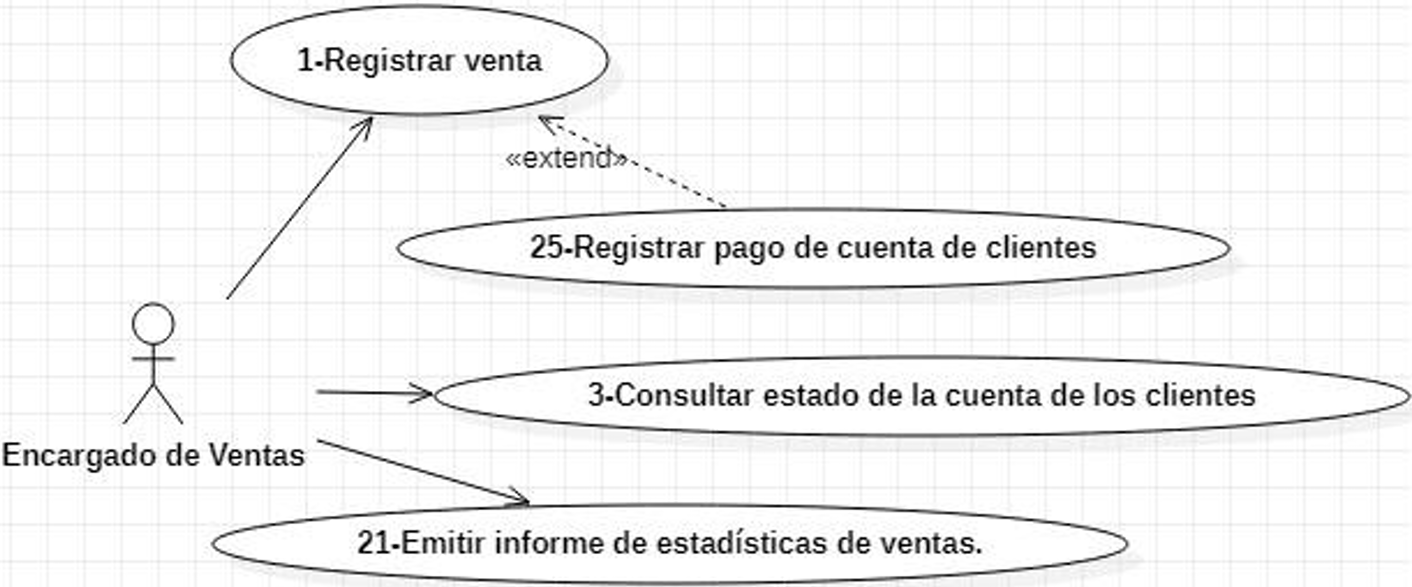 1-Registrar venta
«extend»
25-Registrar pago de cuenta de clientes
3-Consultar estado de la cuenta de los clientes
Encargado de Ventas
21-Emitir informe de estadísticas de ventas.